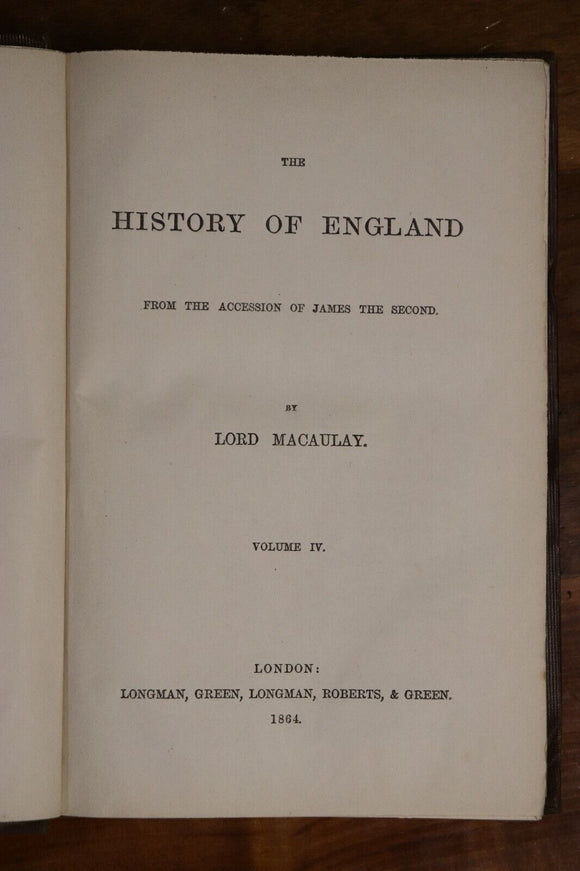 THE
HISTORY OF ENGLAND
FROM THE ACCESSION OF JAMES THE SECOND.
BY
LORD MACAULAY.
VOLUME IV.
LONDON:
LONGMAN, GREEN, LONGMAN, ROBERTS, & GREEN.
1864.